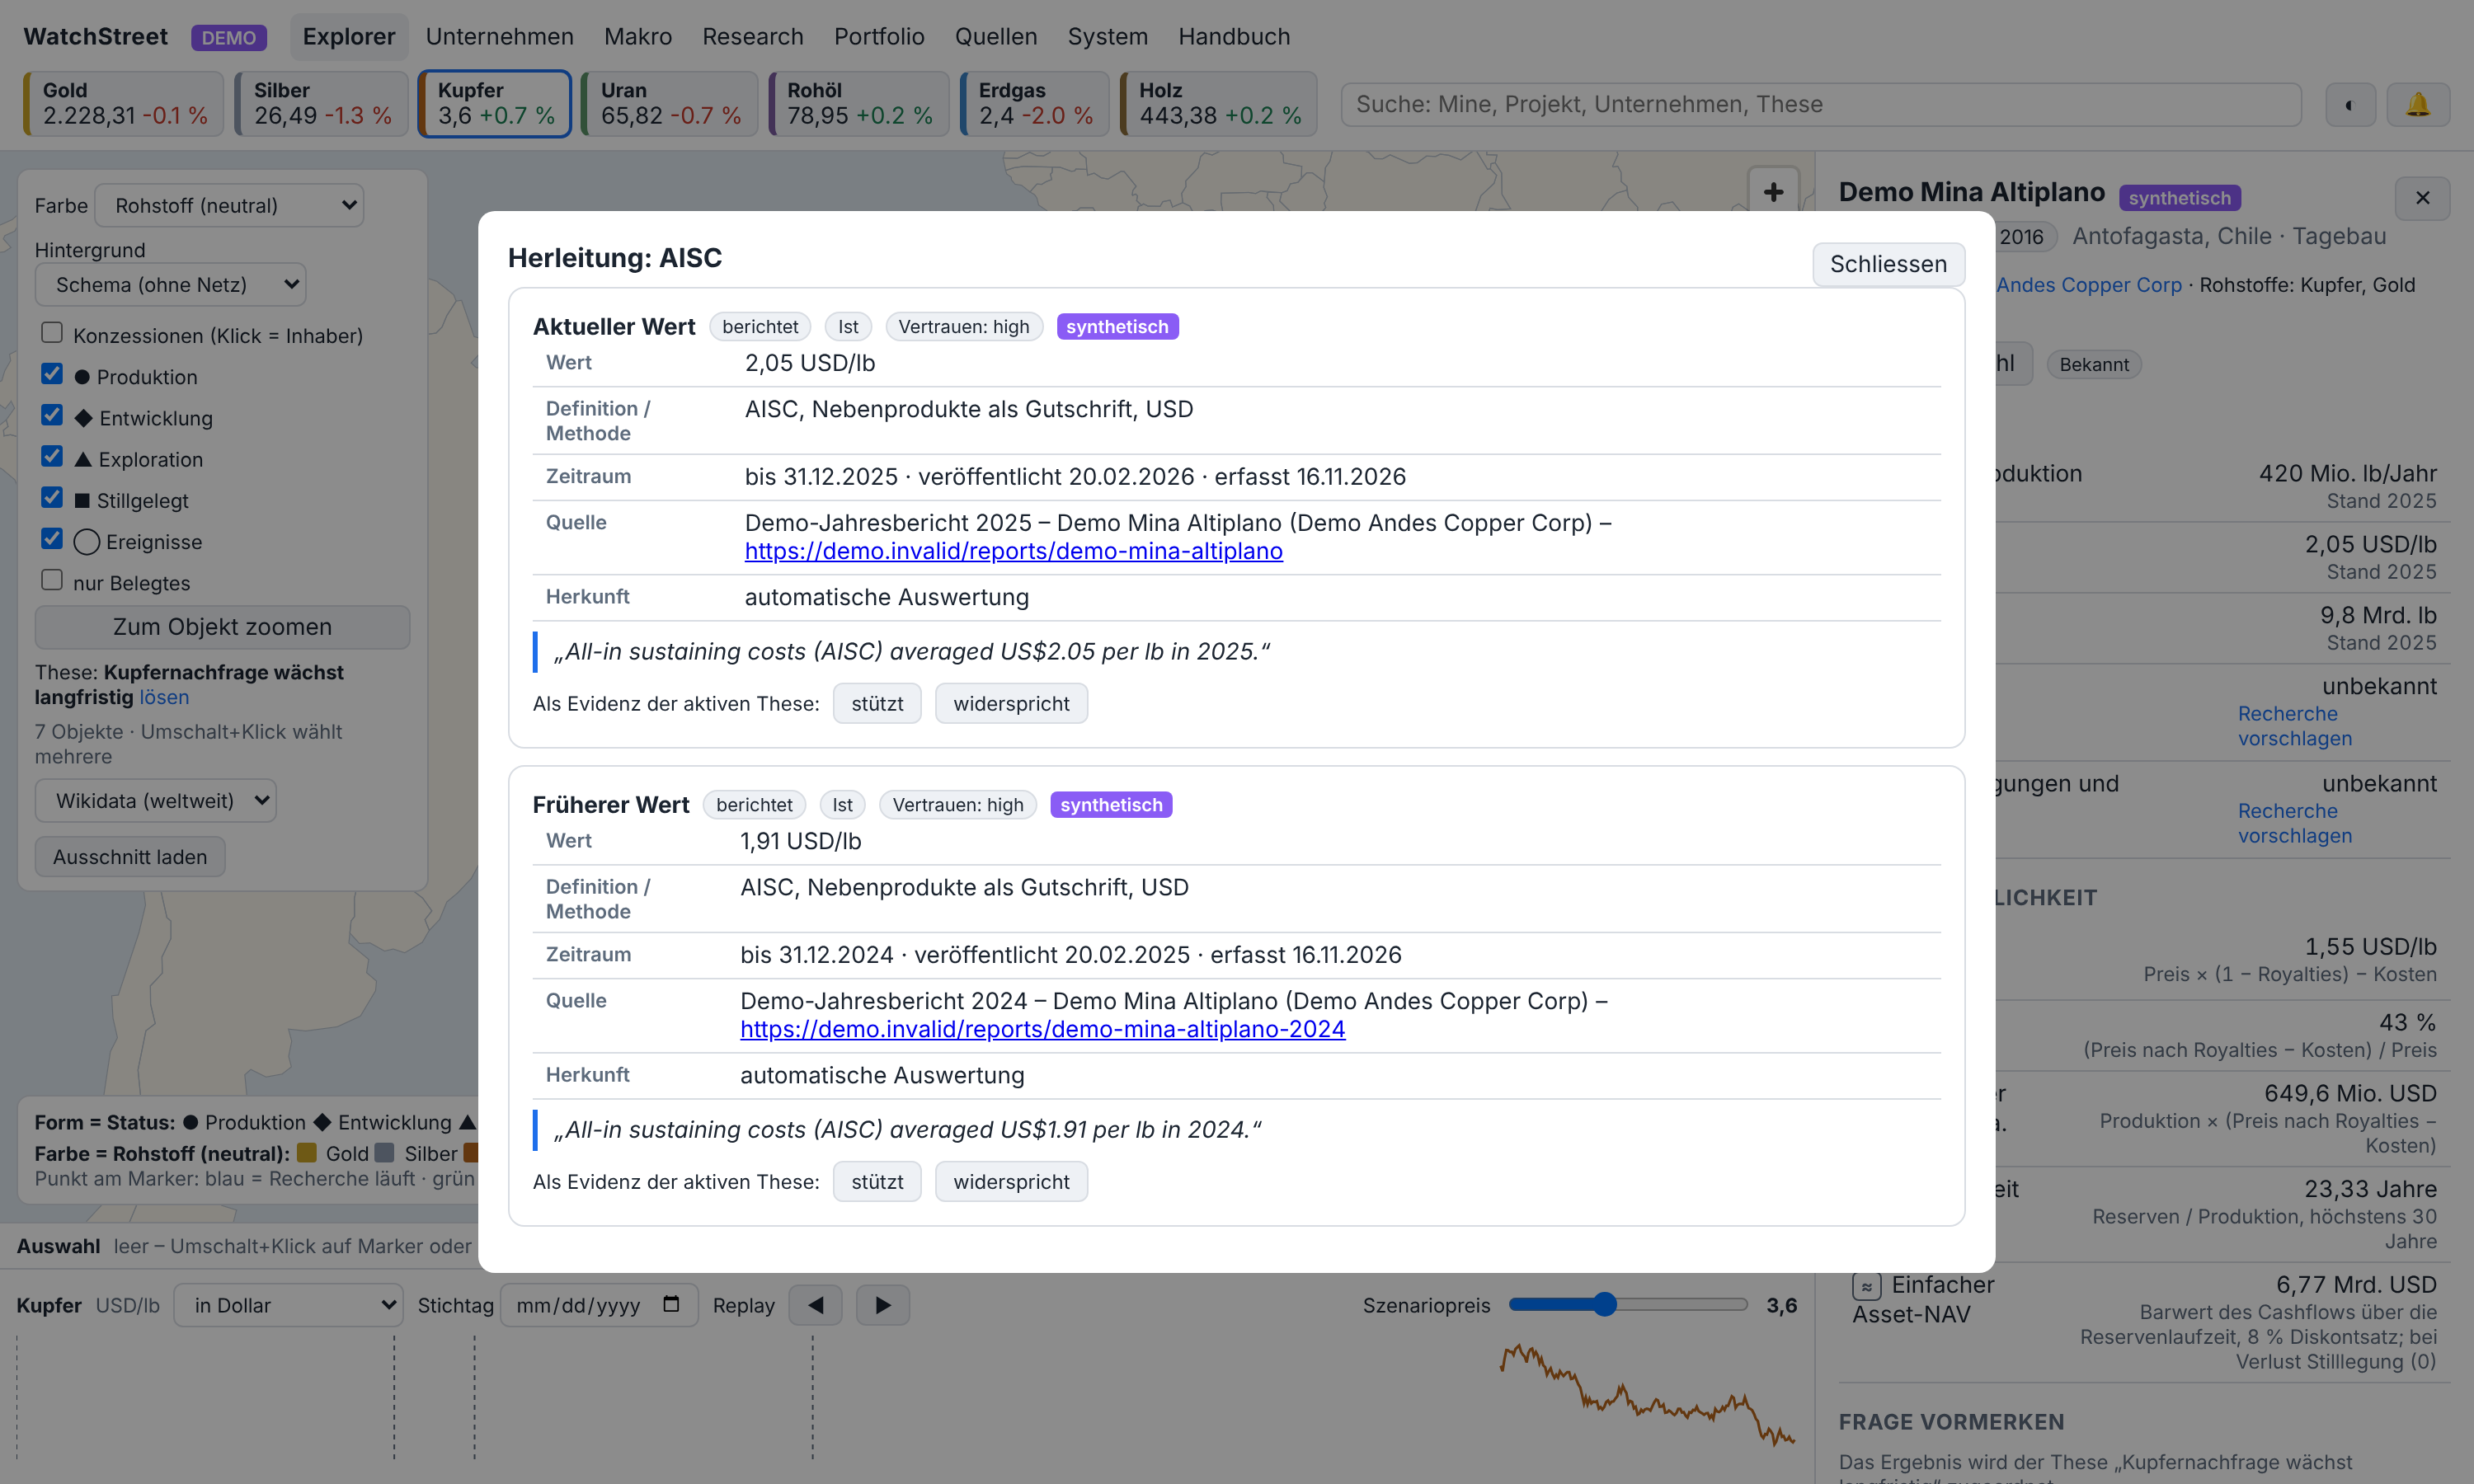 WatchStreet DEMO Explorer Unternehmen Makro Research Portfolio Quellen System Handbuch
Gold
2.228,31 -0.1 %
Silber
26,49 -1.3 %
Kupfer
3,6 +0.7 %
Uran
65,82 -0.7 %
Rohöl
78,95 +0.2 %
Erdgas
2,4 -2.0 %
Holz
443,38 +0.2 %
Suche: Mine, Projekt, Unternehmen, These
Farbe Rohstoff (neutral)
Hintergrund
Schema (ohne Netz)
Konzessionen (Klick = Inhaber)
Produktion
Entwicklung
Exploration
Stillgelegt
Ereignisse
nur Belegtes
Zum Objekt zoomen
These: Kupfernachfrage wächst
langfristig lösen
7 Objekte · Umschalt+Klick wählt
mehrere
Wikidata (weltweit)
Ausschnitt laden
Form = Status: ● Produktion ◆ Entwicklung ▲
Farbe = Rohstoff (neutral): Gold Silber
Punkt am Marker: blau = Recherche läuft · grün
Auswahl leer – Umschalt+Klick auf Marker oder
Kupfer USD/lb in Dollar Stichtag mm/dd/yyyy Replay ◀ ▶
Szenariopreis 3,6
+
Herleitung: AISC
Schliessen
Aktueller Wert berichtet Ist Vertrauen: high synthetisch
Wert 2,05 USD/lb
Definition / AISC, Nebenprodukte als Gutschrift, USD
Methode
Zeitraum bis 31.12.2025 · veröffentlicht 20.02.2026 · erfasst 16.11.2026
Quelle Demo-Jahresbericht 2025 – Demo Mina Altiplano (Demo Andes Copper Corp) –
https://demo.invalid/reports/demo-mina-altiplano
Herkunft automatische Auswertung
„All-in sustaining costs (AISC) averaged US$2.05 per lb in 2025.“
Als Evidenz der aktiven These: stützt widerspricht
Früherer Wert berichtet Ist Vertrauen: high synthetisch
Wert 1,91 USD/lb
Definition / AISC, Nebenprodukte als Gutschrift, USD
Methode
Zeitraum bis 31.12.2024 · veröffentlicht 20.02.2025 · erfasst 16.11.2026
Quelle Demo-Jahresbericht 2024 – Demo Mina Altiplano (Demo Andes Copper Corp) –
https://demo.invalid/reports/demo-mina-altiplano-2024
Herkunft automatische Auswertung
„All-in sustaining costs (AISC) averaged US$1.91 per lb in 2024.“
Als Evidenz der aktiven These: stützt widerspricht
Demo Mina Altiplano synthetisch ✕
2016 Antofagasta, Chile · Tagebau
Andes Copper Corp · Rohstoffe: Kupfer, Gold
hl Bekannt
oduktion 420 Mio. lb/Jahr
Stand 2025
2,05 USD/lb
Stand 2025
9,8 Mrd. lb
Stand 2025
unbekannt
Recherche
vorschlagen
gungen und unbekannt
Recherche
vorschlagen
LICHKEIT
1,55 USD/lb
Preis × (1 − Royalties) − Kosten
43 %
(Preis nach Royalties − Kosten) / Preis
er 649,6 Mio. USD
a. Produktion × (Preis nach Royalties −
Kosten)
eit 23,33 Jahre
Reserven / Produktion, höchstens 30
Jahre
≈ Einfacher 6,77 Mrd. USD
Asset-NAV Barwert des Cashflows über die
Reservenlaufzeit, 8 % Diskontsatz; bei
Verlust Stilllegung (0)
FRAGE VORMERKEN
Das Ergebnis wird der These „Kupfernachfrage wächst